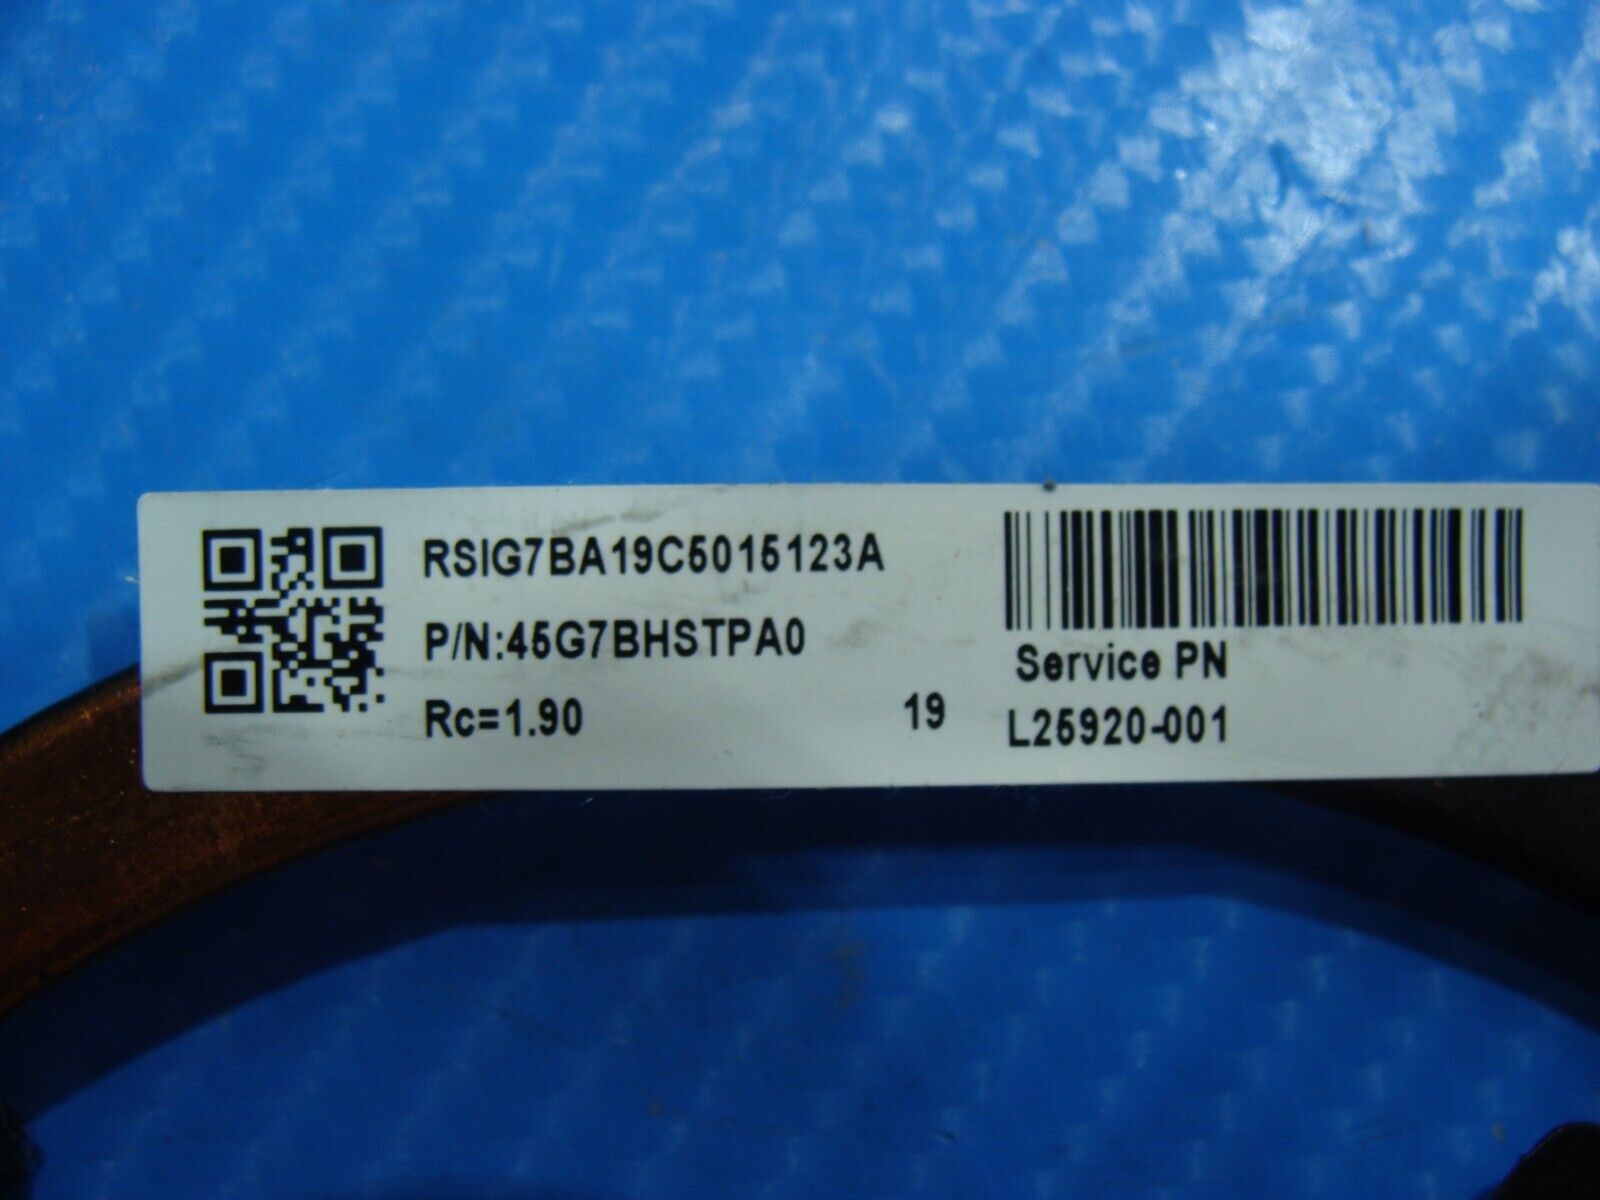 RSIG7BA19C5015123A
P/N:45G7BHSTPA0
Rc=1.90
19
Service PN
L25920-001